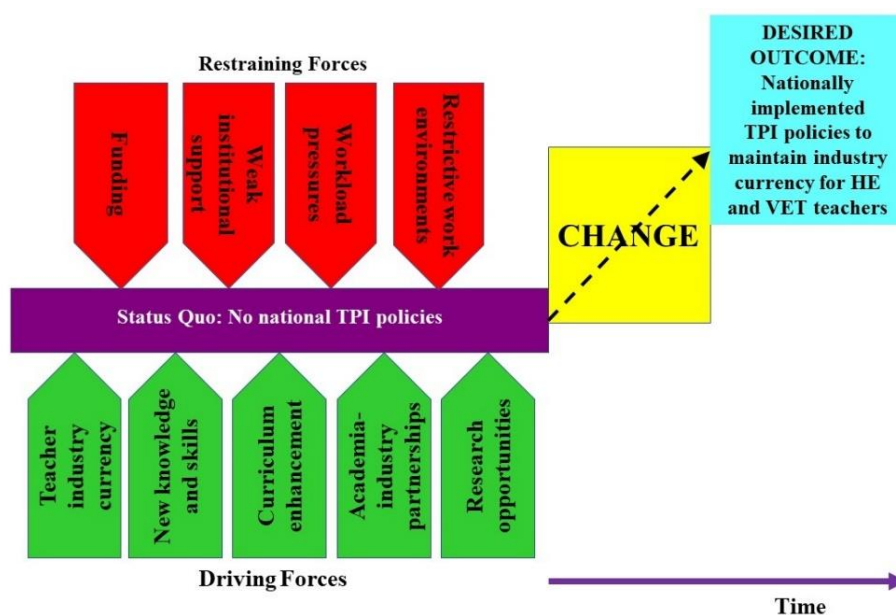 DESIRED
OUTCOME:
Nationally
implemented
TPI policies to
maintain industry
currency for HE
and VET teachers
Restraining Forces
Funding
Weak
institutional
support
Workload
pressures
Restrictive work
environments
CHANGE
Status Quo: No national TPI policies
Teacher
industry
currency
New knowledge
and skills
Curriculum
enhancement
Academia-
industry
partnerships
Research
opportunities
Driving Forces
Time